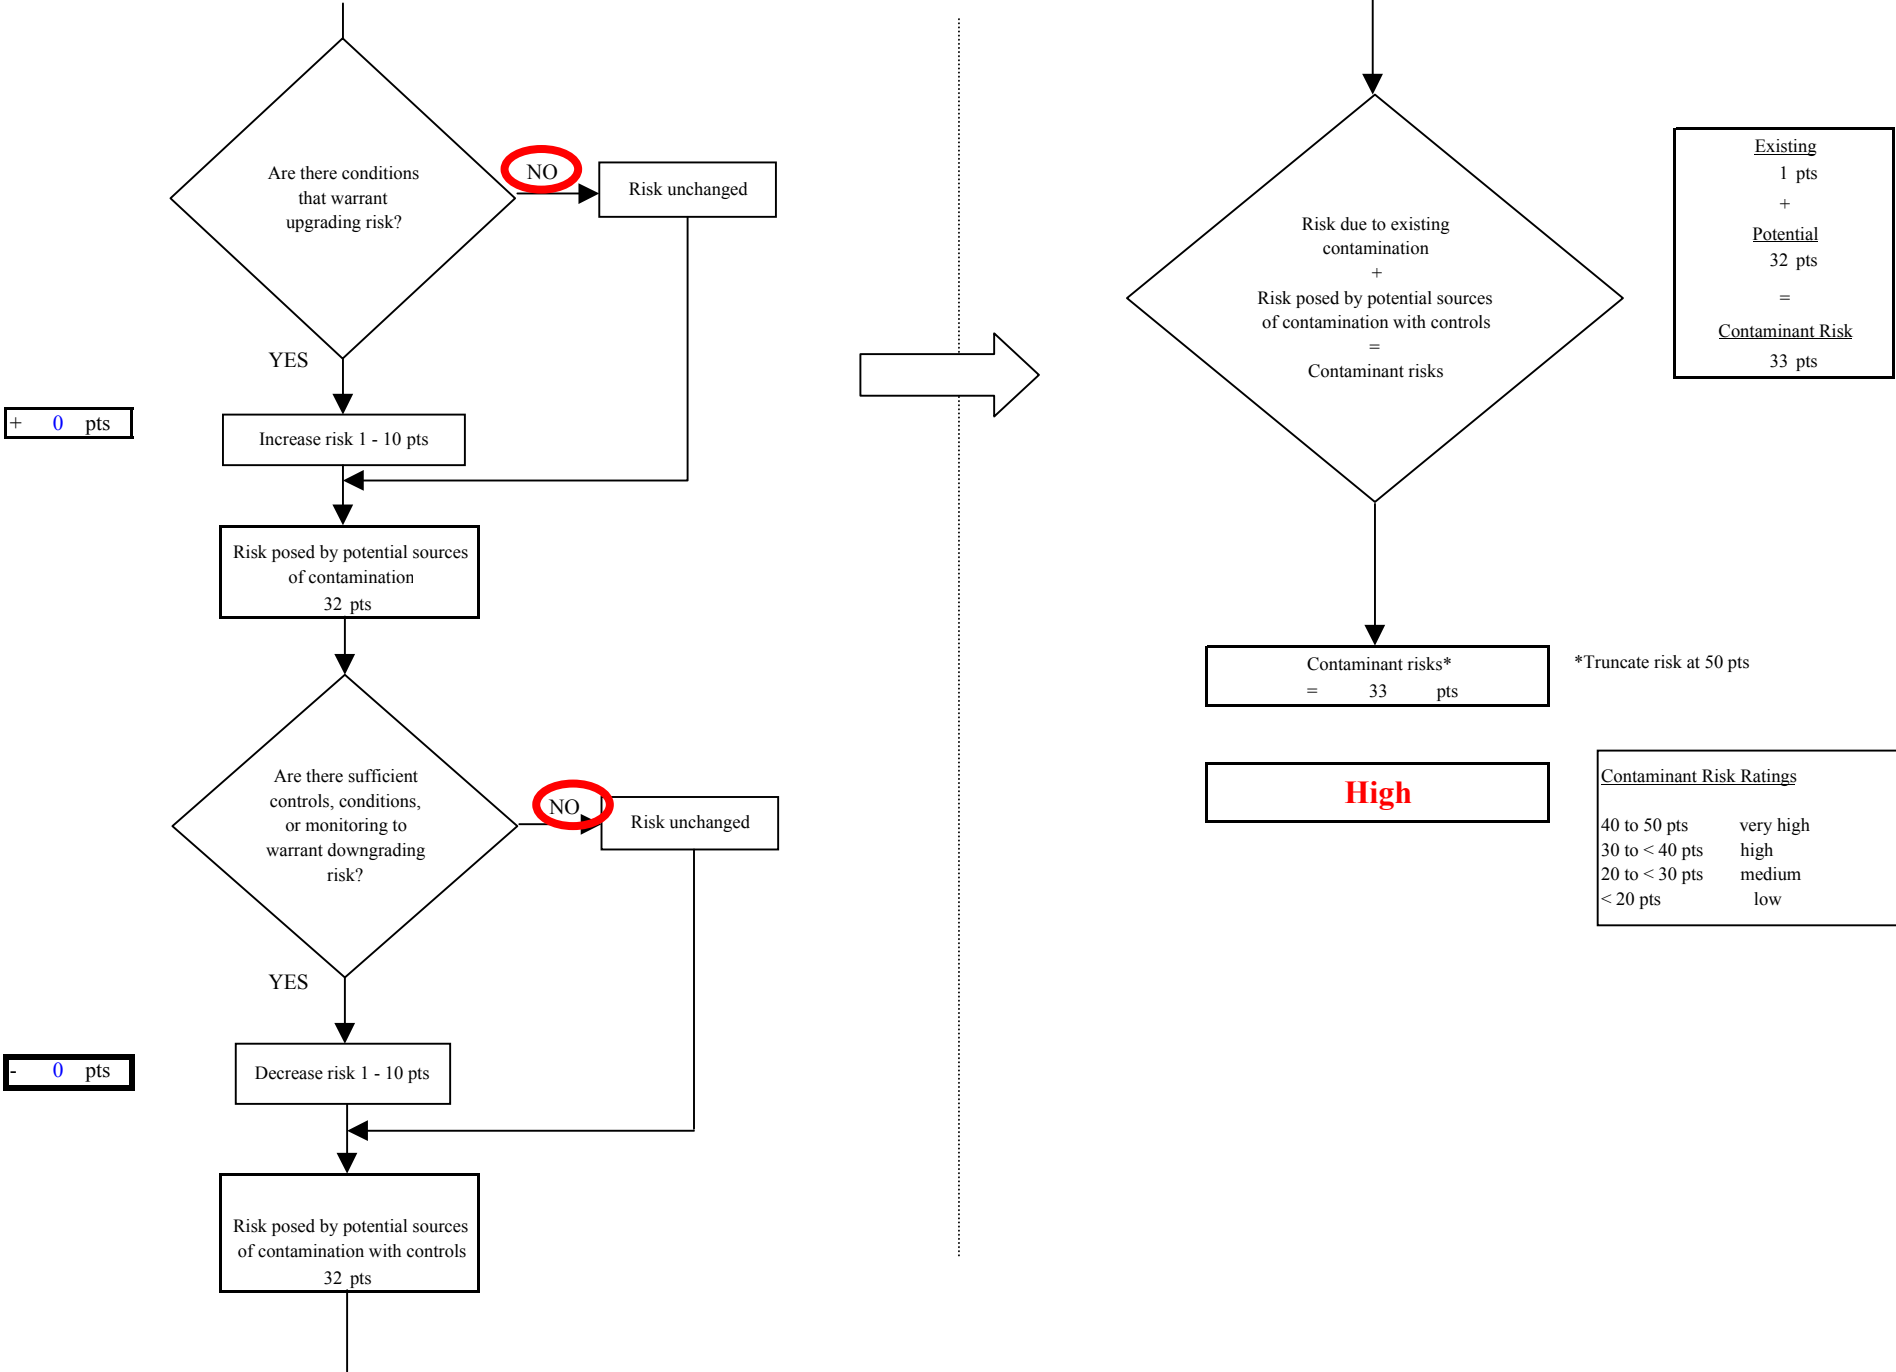 Are there conditions
that warrant
upgrading risk?
NO
Risk unchanged
YES
+ 0 pts
Increase risk 1 - 10 pts
Risk posed by potential sources
of contamination
32 pts
Are there sufficient
controls, conditions,
or monitoring to
warrant downgrading
risk?
NO
Risk unchanged
YES
- 0 pts
Decrease risk 1 - 10 pts
Risk posed by potential sources
of contamination with controls
32 pts
Risk due to existing
contamination
+
Risk posed by potential sources
of contamination with controls
=
Contaminant risks
Existing
1 pts
+
Potential
32 pts
=
Contaminant Risk
33 pts
Contaminant risks*
= 33 pts
*Truncate risk at 50 pts
High
Contaminant Risk Ratings
40 to 50 pts very high
30 to < 40 pts high
20 to < 30 pts medium
< 20 pts low